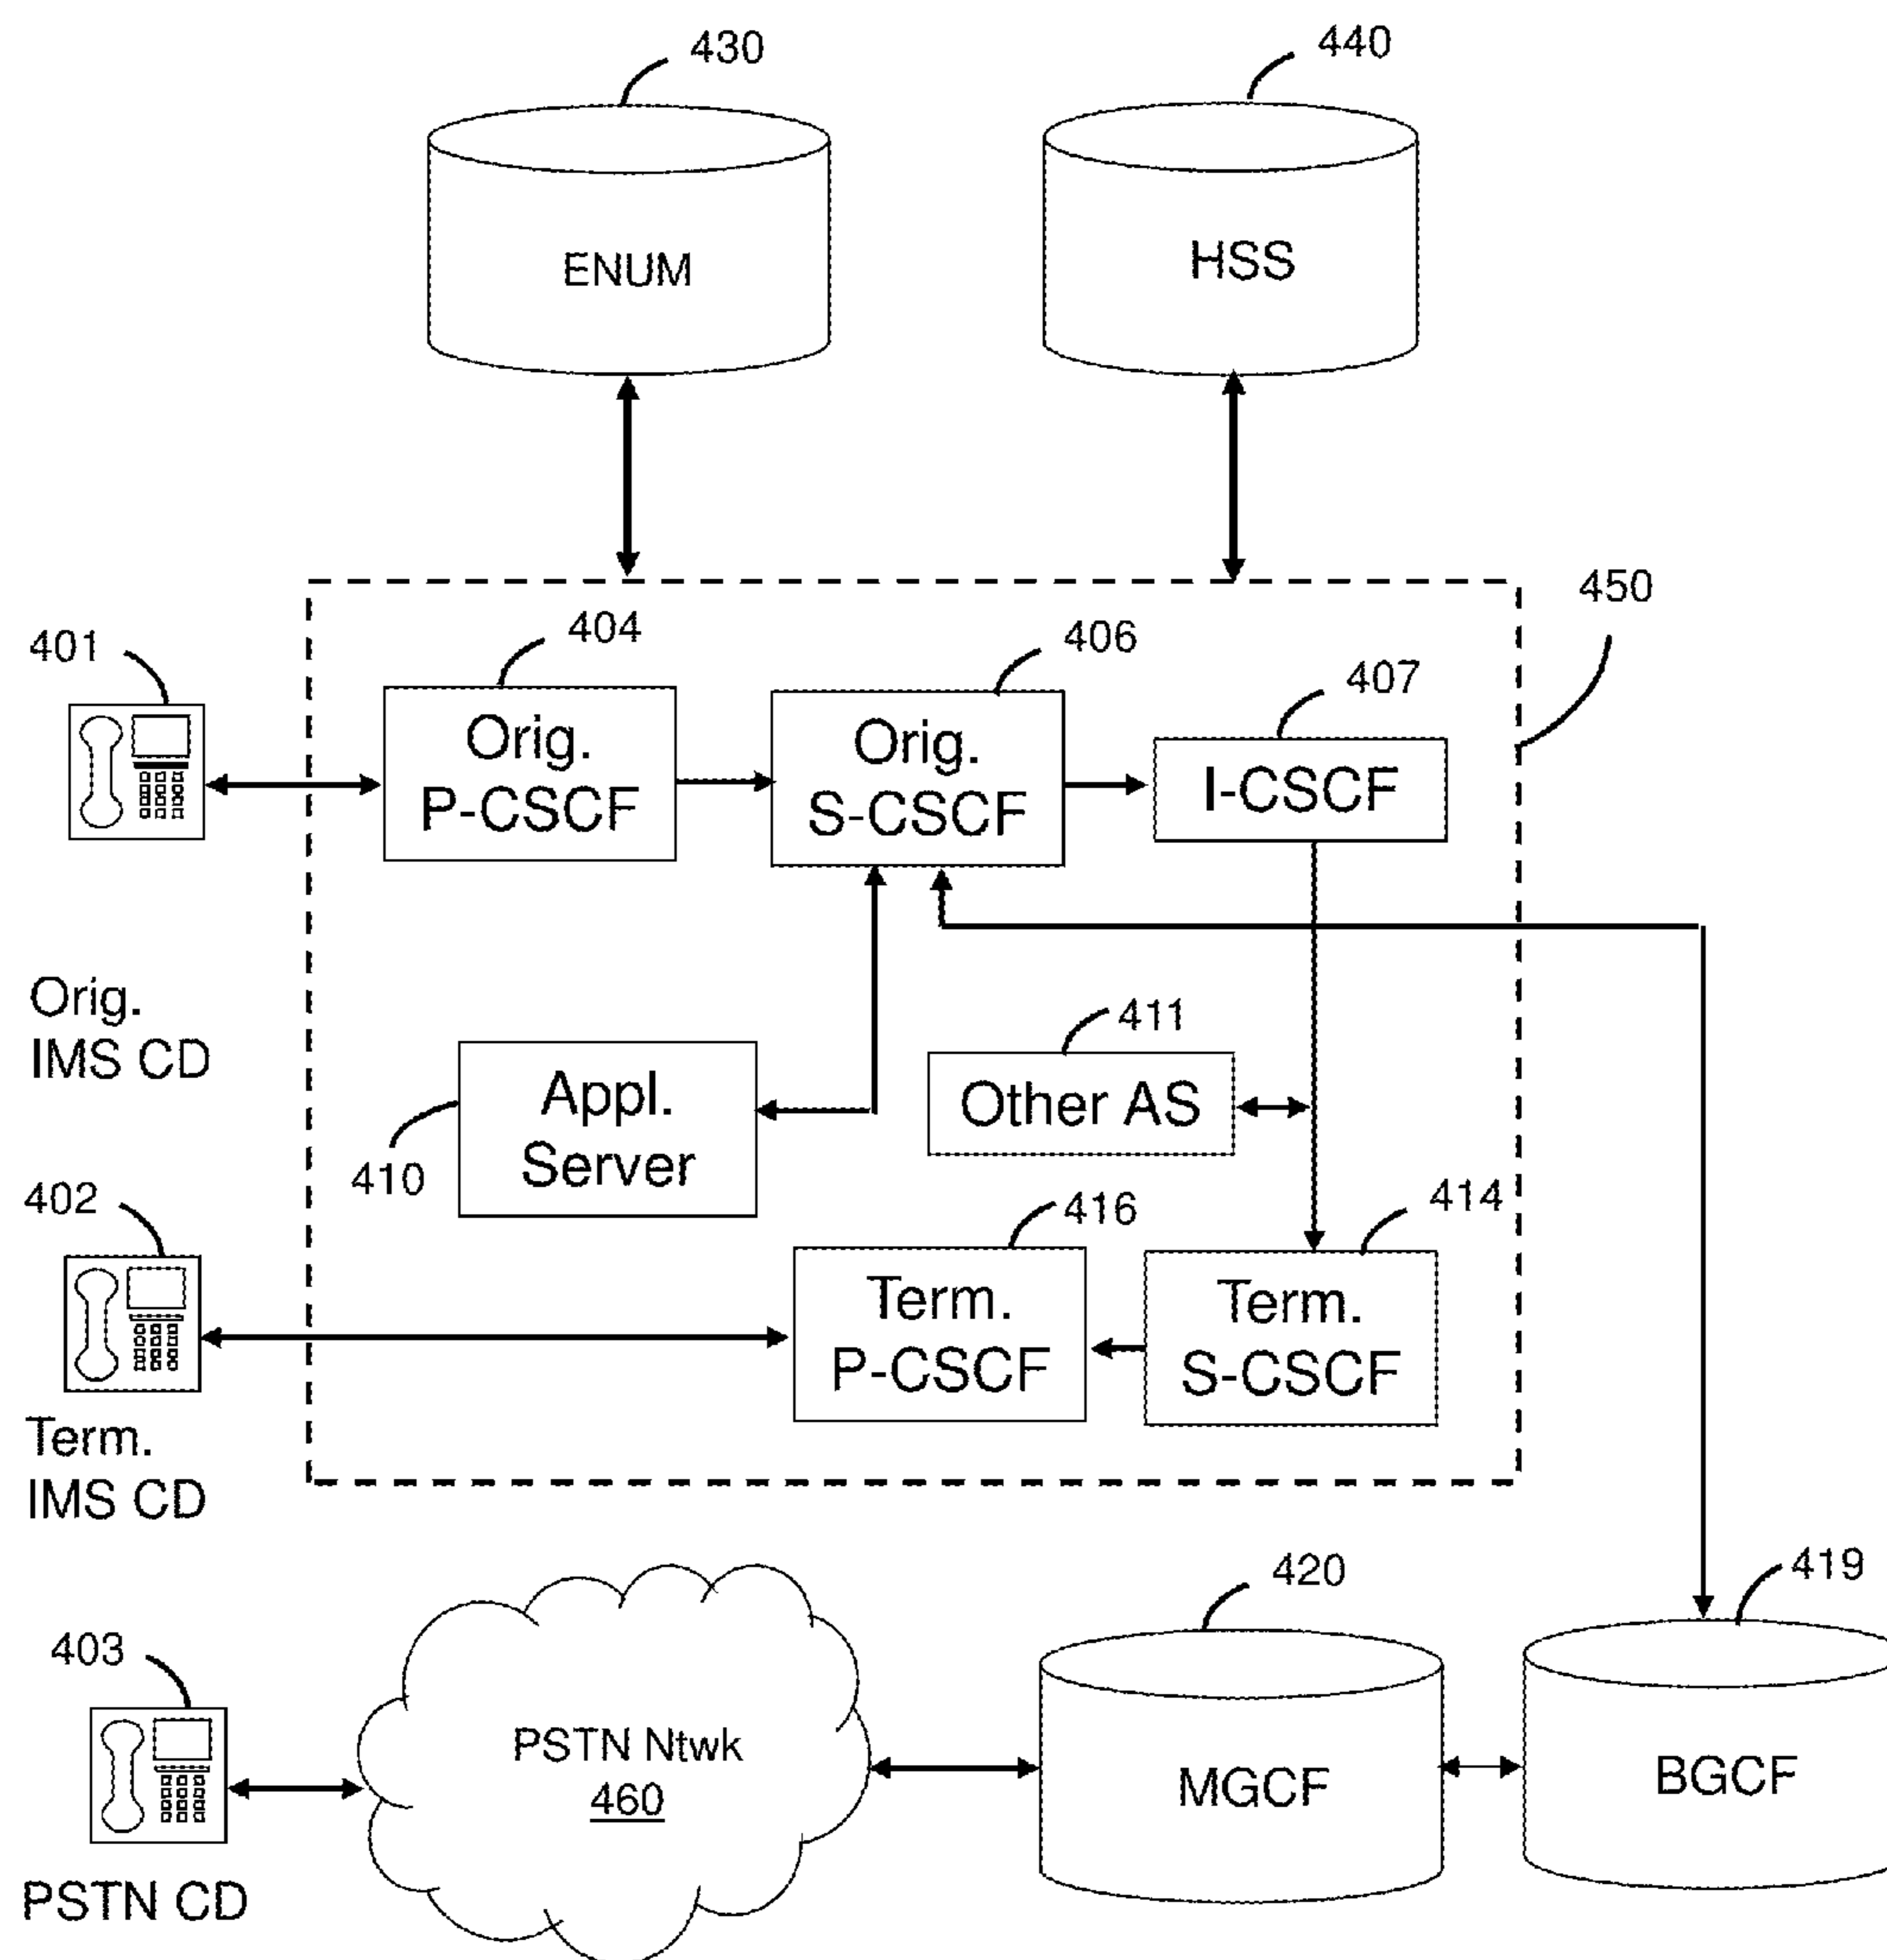 430
440
ENUM
HSS
450
401
404
406
407
Orig.
P-CSCF
Orig.
S-CSCF
I-CSCF
Orig.
IMS CD
411
Other AS
Appl.
Server
410
402
416
414
Term.
P-CSCF
Term.
S-CSCF
Term.
IMS CD
420
419
403
PSTN Ntwk
460
MGCF
BGCF
PSTN CD